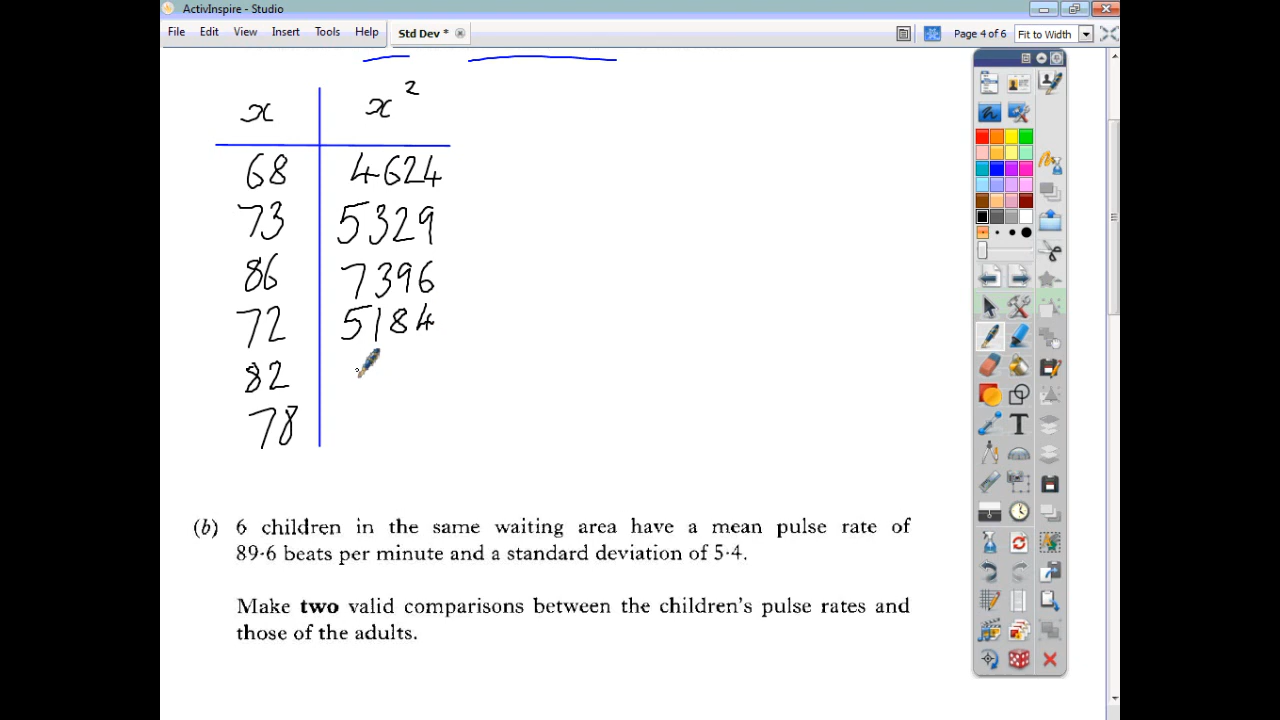 ActivInspire - Studio
File Edit View Insert Tools Help Std Dev * Page 4 of 6 Fit to Width
x x²
68 4624
73 5329
86 7396
72 5184
82
78
(b) 6 children in the same waiting area have a mean pulse rate of
89·6 beats per minute and a standard deviation of 5·4.
Make two valid comparisons between the children's pulse rates and
those of the adults.